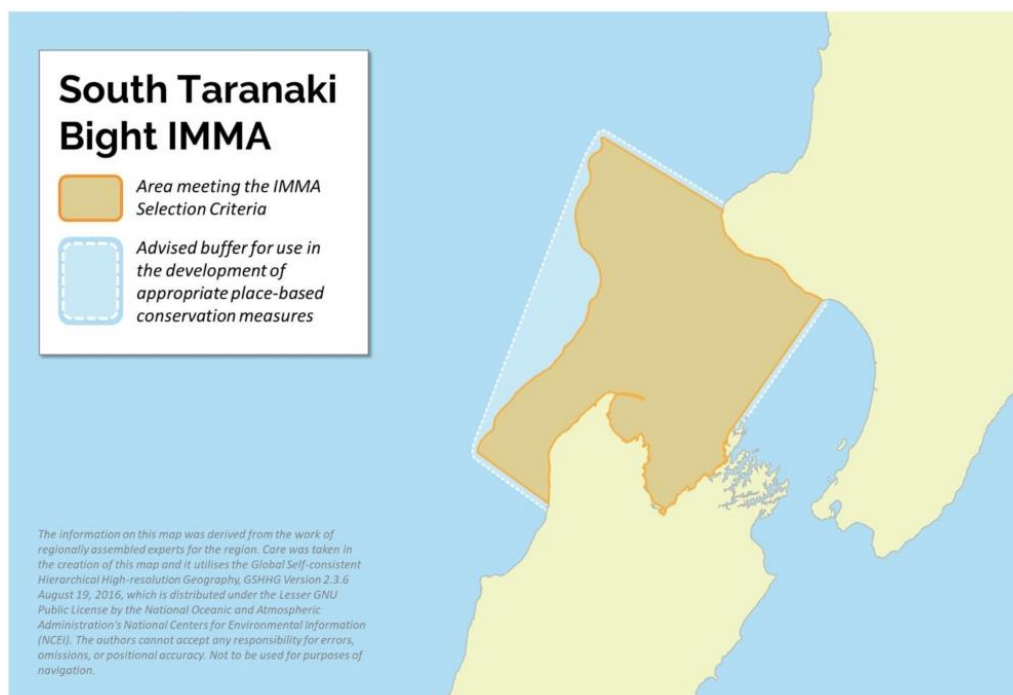 South Taranaki
Bight IMMA
Area meeting the IMMA
Selection Criteria
Advised buffer for use in
the development of
appropriate place-based
conservation measures
The information on this map was derived from the work of
regionally assembled experts for the region. Care was taken in
the creation of this map and it utilises the Global Self-consistent
Hierarchical High-resolution Geography, GSHHG Version 2.3.6
August 19, 2016, which is distributed under the Lesser GNU
Public License by the National Oceanic and Atmospheric
Administration's National Centers for Environmental Information
(NCEI). The authors cannot accept any responsibility for errors,
omissions, or positional accuracy. Not to be used for purposes of
navigation.